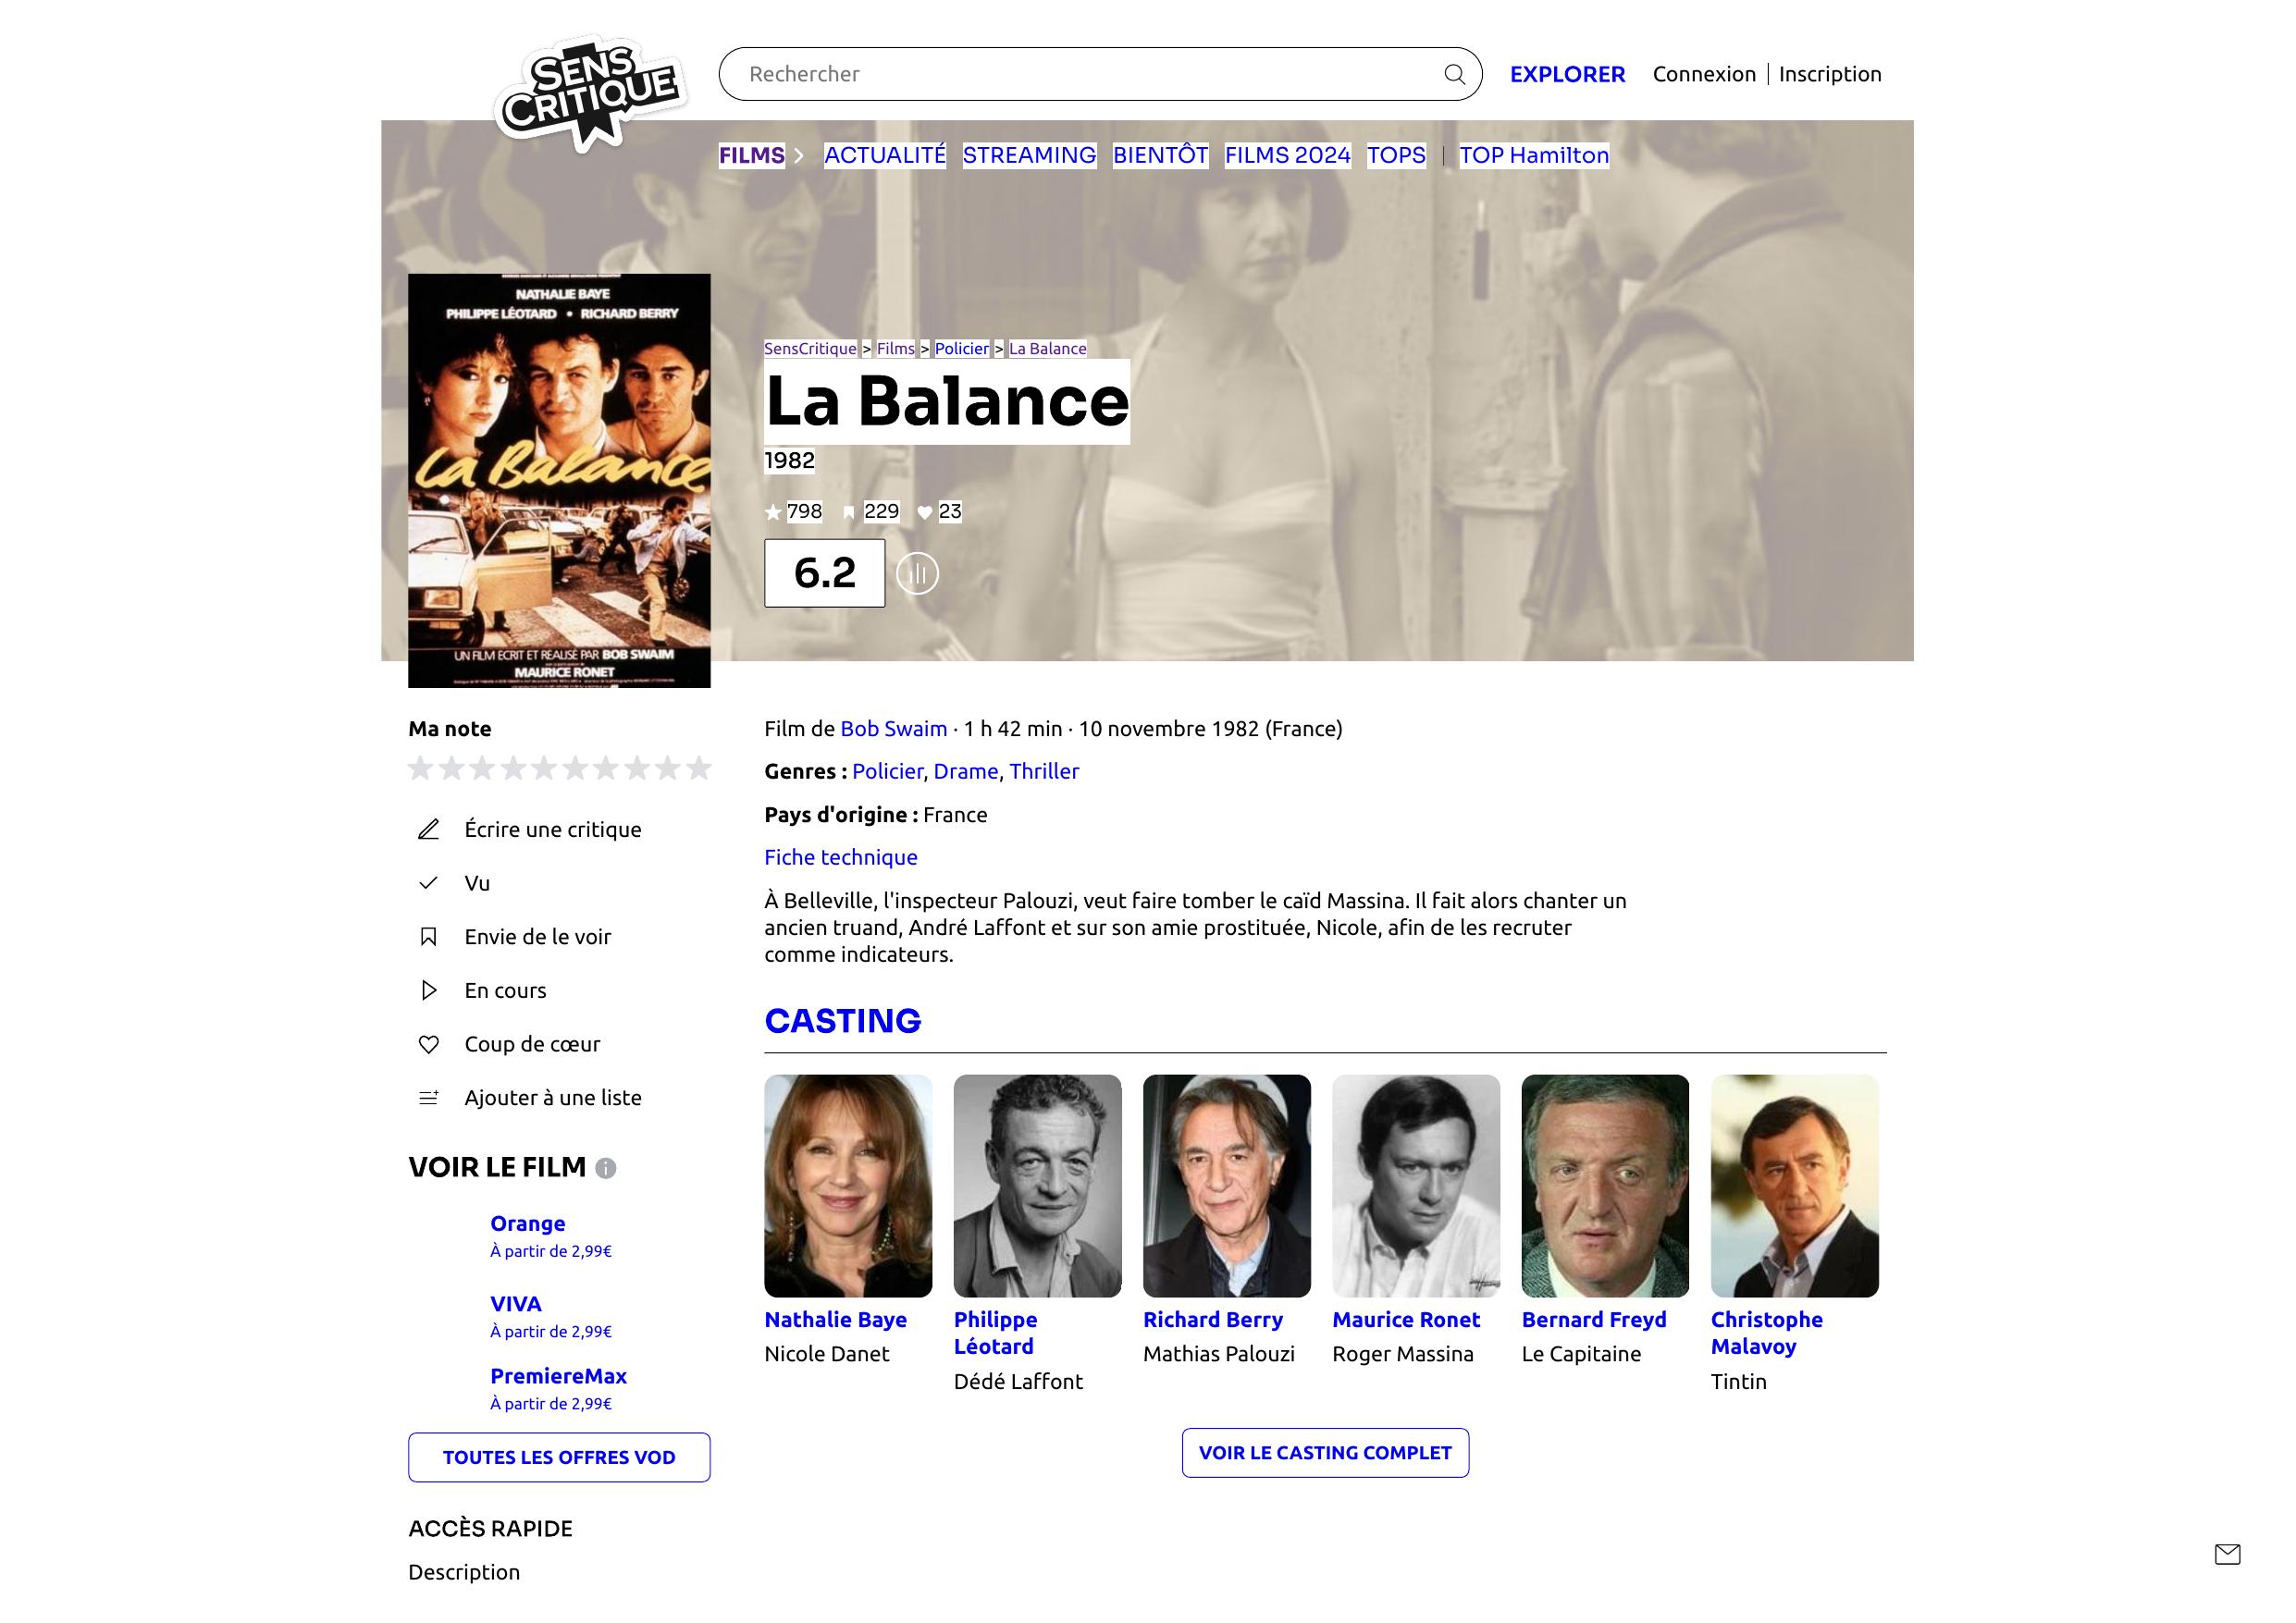 SENS
CRITIQUE
Rechercher
EXPLORER
Connexion
Inscription
FILMS
ACTUALITÉ
STREAMING
BIENTÔT
FILMS 2024
TOPS
TOP Hamilton
NATHALIE BAYE
PHILIPPE LÉOTARD • RICHARD BERRY
La Balance
UN FILM ECRIT ET RÉALISÉ PAR BOB SWAIM
MAURICE RONET
SensCritique > Films > Policier > La Balance
La Balance
1982
798 229 23
6.2
Ma note
Écrire une critique
Vu
Envie de le voir
En cours
Coup de cœur
Ajouter à une liste
VOIR LE FILM
Orange
À partir de 2,99€
VIVA
À partir de 2,99€
PremiereMax
À partir de 2,99€
TOUTES LES OFFRES VOD
ACCÈS RAPIDE
Description
Film de Bob Swaim · 1 h 42 min · 10 novembre 1982 (France)
Genres : Policier, Drame, Thriller
Pays d'origine : France
Fiche technique
À Belleville, l'inspecteur Palouzi, veut faire tomber le caïd Massina. Il fait alors chanter un
ancien truand, André Laffont et sur son amie prostituée, Nicole, afin de les recruter
comme indicateurs.
CASTING
Nathalie Baye
Nicole Danet
Philippe
Léotard
Dédé Laffont
Richard Berry
Mathias Palouzi
Maurice Ronet
Roger Massina
Bernard Freyd
Le Capitaine
Christophe
Malavoy
Tintin
VOIR LE CASTING COMPLET